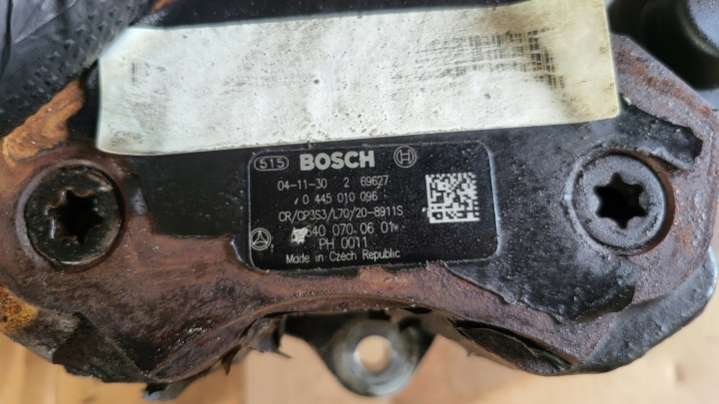 515 BOSCH
04-11-30 2 69627
0 445 010 096
CR/CP3S3/L70/20-8911S
640 070 06 01
PH 0011
Made in Czech Republic